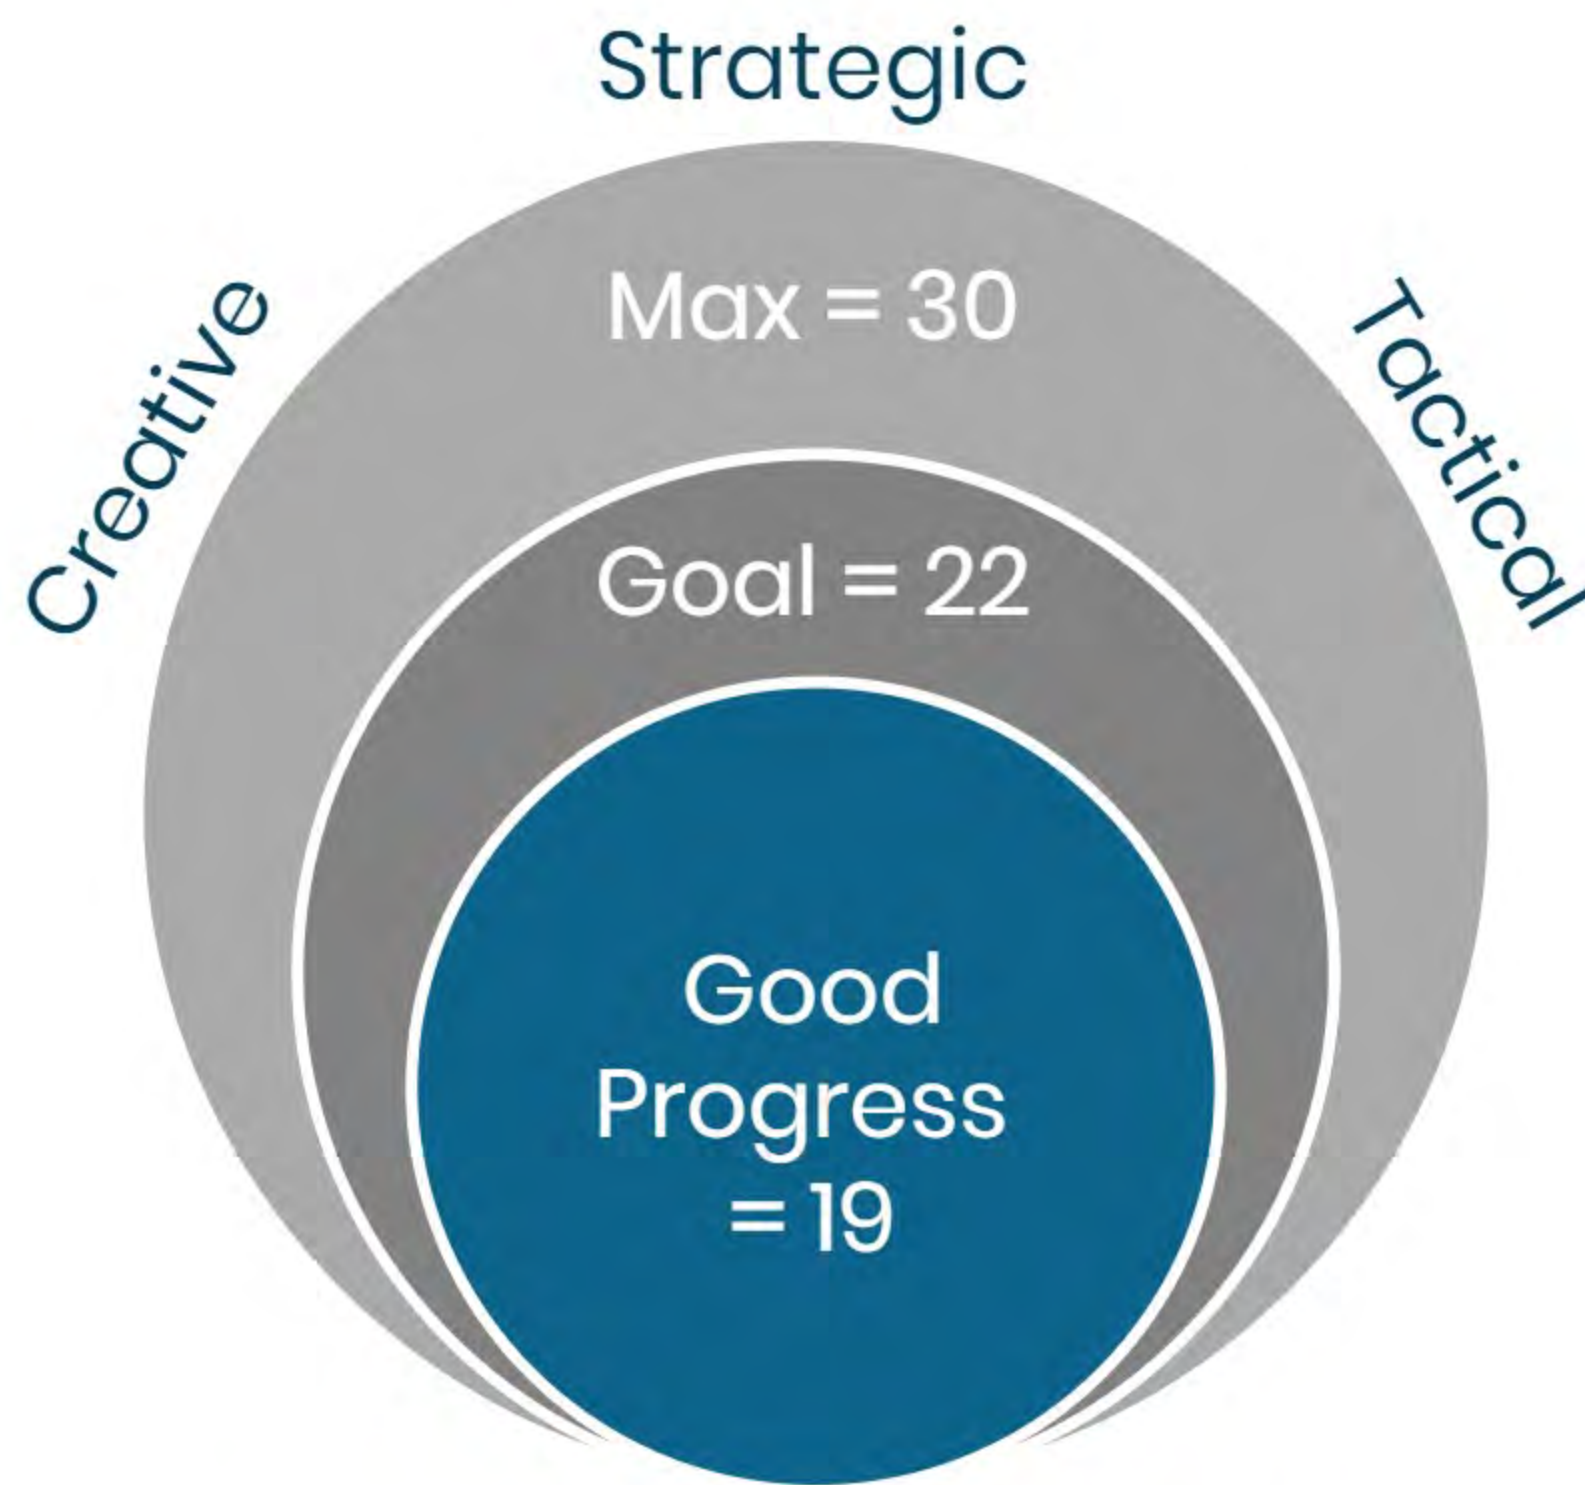 Strategic
Creative
Tactical
Max = 30
Goal = 22
Good
Progress
= 19